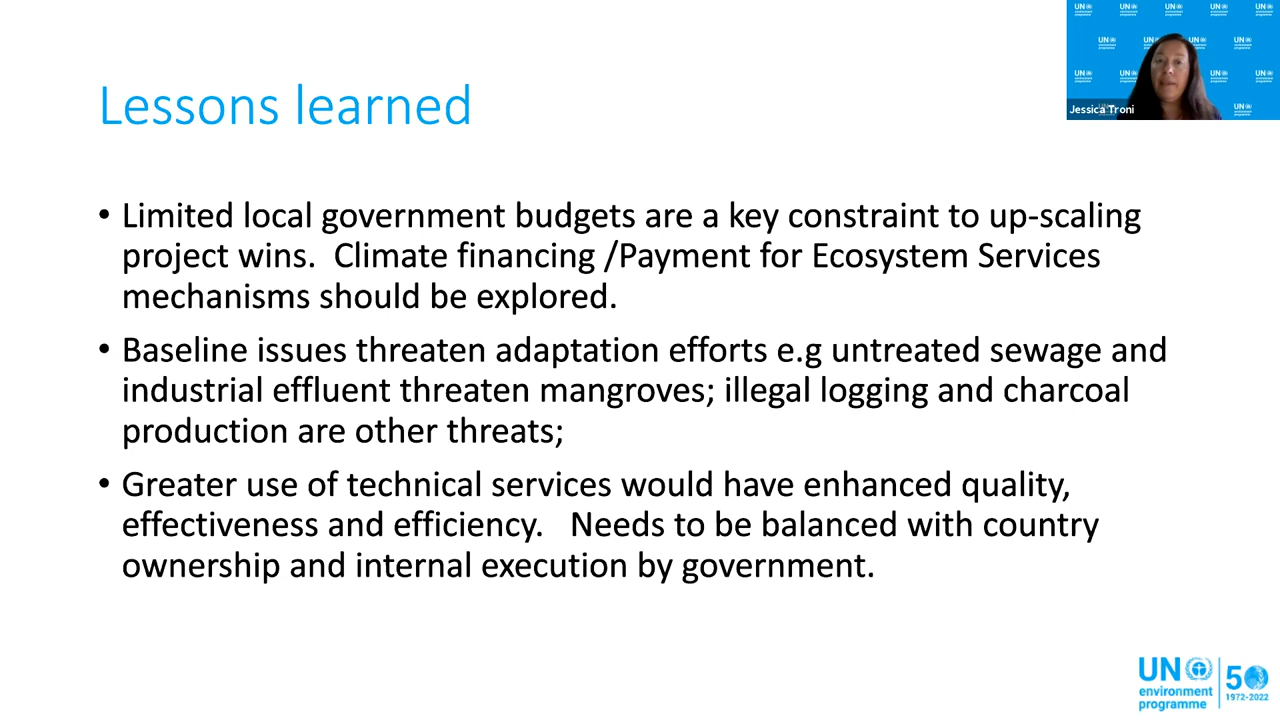 Lessons learned
Jessica Troni
• Limited local government budgets are a key constraint to up-scaling
project wins.  Climate financing /Payment for Ecosystem Services
mechanisms should be explored.
• Baseline issues threaten adaptation efforts e.g untreated sewage and
industrial effluent threaten mangroves; illegal logging and charcoal
production are other threats;
• Greater use of technical services would have enhanced quality,
effectiveness and efficiency.   Needs to be balanced with country
ownership and internal execution by government.
UN
environment
programme
50
1972-2022